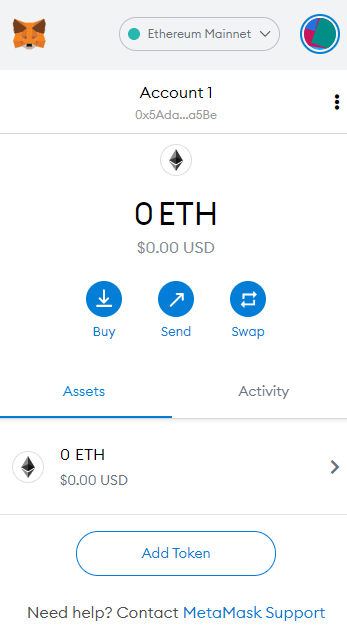 Ethereum Mainnet
Account 1
0x5Ada...a5Be
0 ETH
$0.00 USD
Buy Send Swap
Assets Activity
0 ETH
$0.00 USD
Add Token
Need help? Contact MetaMask Support